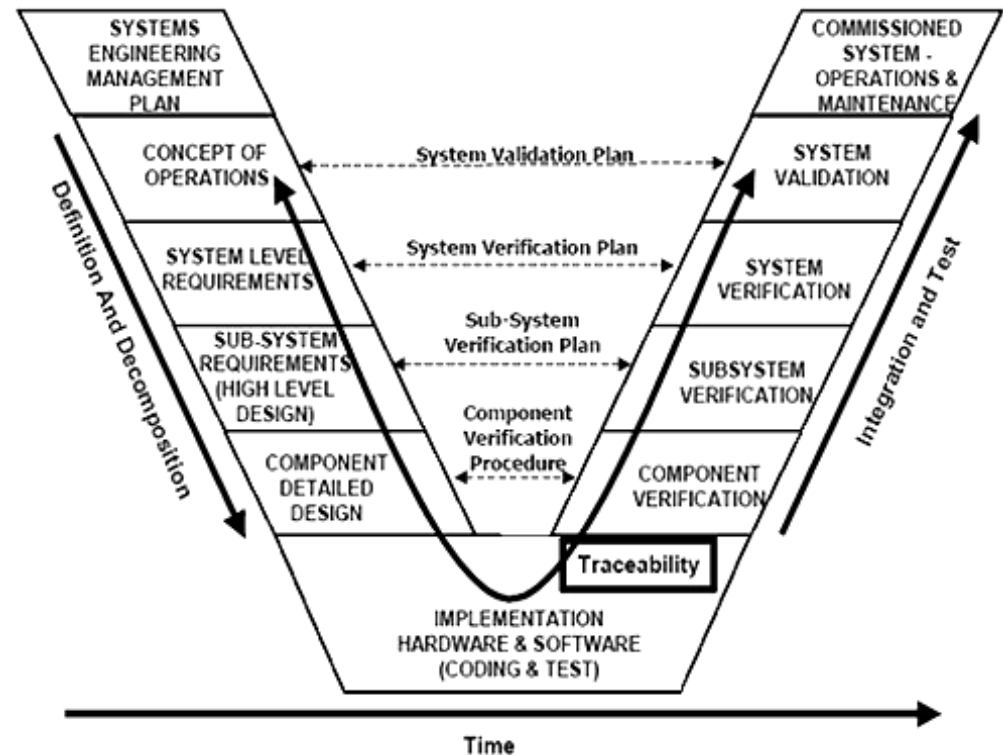 SYSTEMS
ENGINEERING
MANAGEMENT
PLAN
COMMISSIONED
SYSTEM -
OPERATIONS &
MAINTENANCE
CONCEPT OF
OPERATIONS
System Validation Plan
SYSTEM
VALIDATION
SYSTEM LEVEL
REQUIREMENTS
System Verification Plan
SYSTEM
VERIFICATION
SUB-SYSTEM
REQUIREMENTS
(HIGH LEVEL
DESIGN)
Sub-System
Verification Plan
SUBSYSTEM
VERIFICATION
COMPONENT
DETAILED
DESIGN
Component
Verification
Procedure
COMPONENT
VERIFICATION
Definition And Decomposition
Integration and Test
Traceability
IMPLEMENTATION
HARDWARE & SOFTWARE
(CODING & TEST)
Time